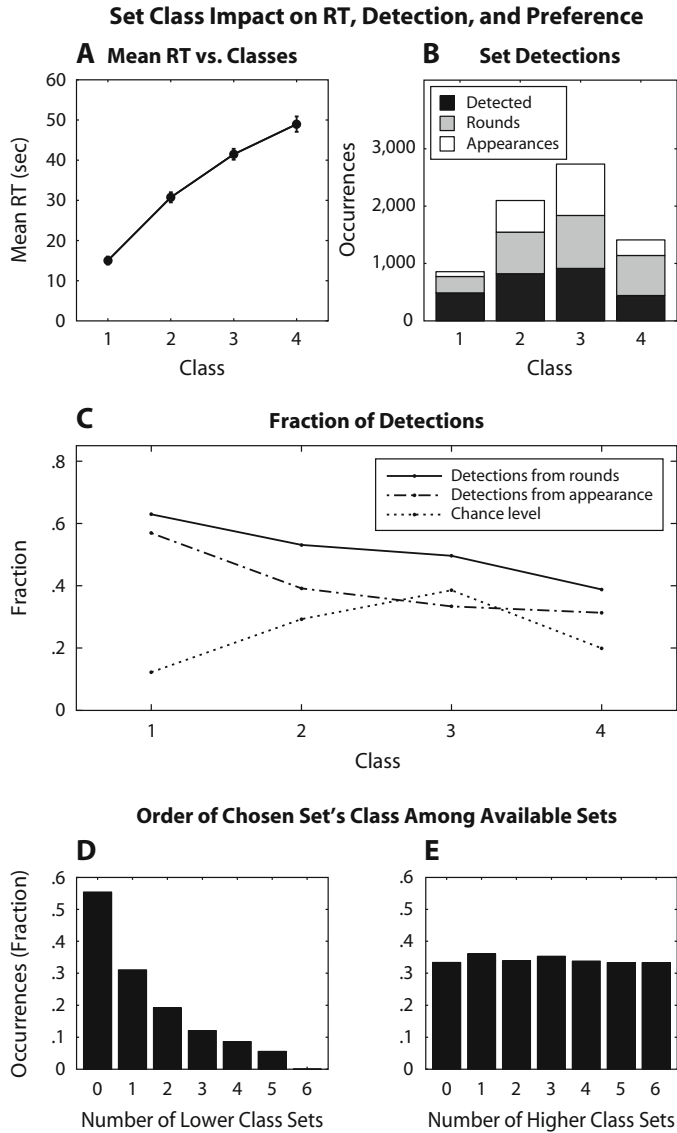 Set Class Impact on RT, Detection, and Preference
A Mean RT vs. Classes
60
50
40
30
20
10
0
Mean RT (sec)
1 2 3 4
Class
B Set Detections
Detected
Rounds
Appearances
3,000
2,000
1,000
0
Occurrences
1 2 3 4
Class
C Fraction of Detections
.8
.6
.4
.2
0
Fraction
Detections from rounds
Detections from appearance
Chance level
1 2 3 4
Class
Order of Chosen Set's Class Among Available Sets
D
.6
.5
.4
.3
.2
.1
0
Occurrences (Fraction)
0 1 2 3 4 5 6
Number of Lower Class Sets
E
.6
.5
.4
.3
.2
.1
0
0 1 2 3 4 5 6
Number of Higher Class Sets